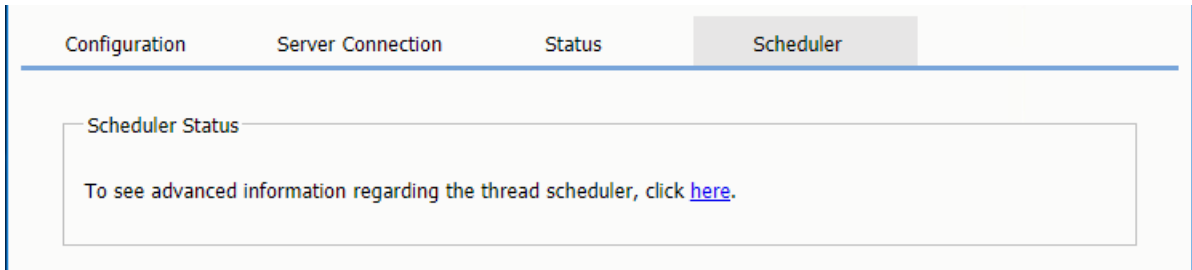 Configuration Server Connection Status Scheduler
Scheduler Status
To see advanced information regarding the thread scheduler, click here.